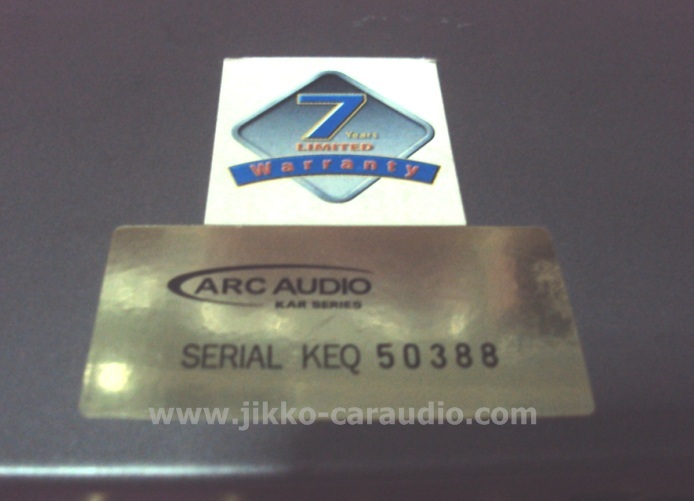 7 Years
LIMITED
Warranty
ARC AUDIO
KAR SERIES
SERIAL KEQ 50388
www.jikko-caraudio.com